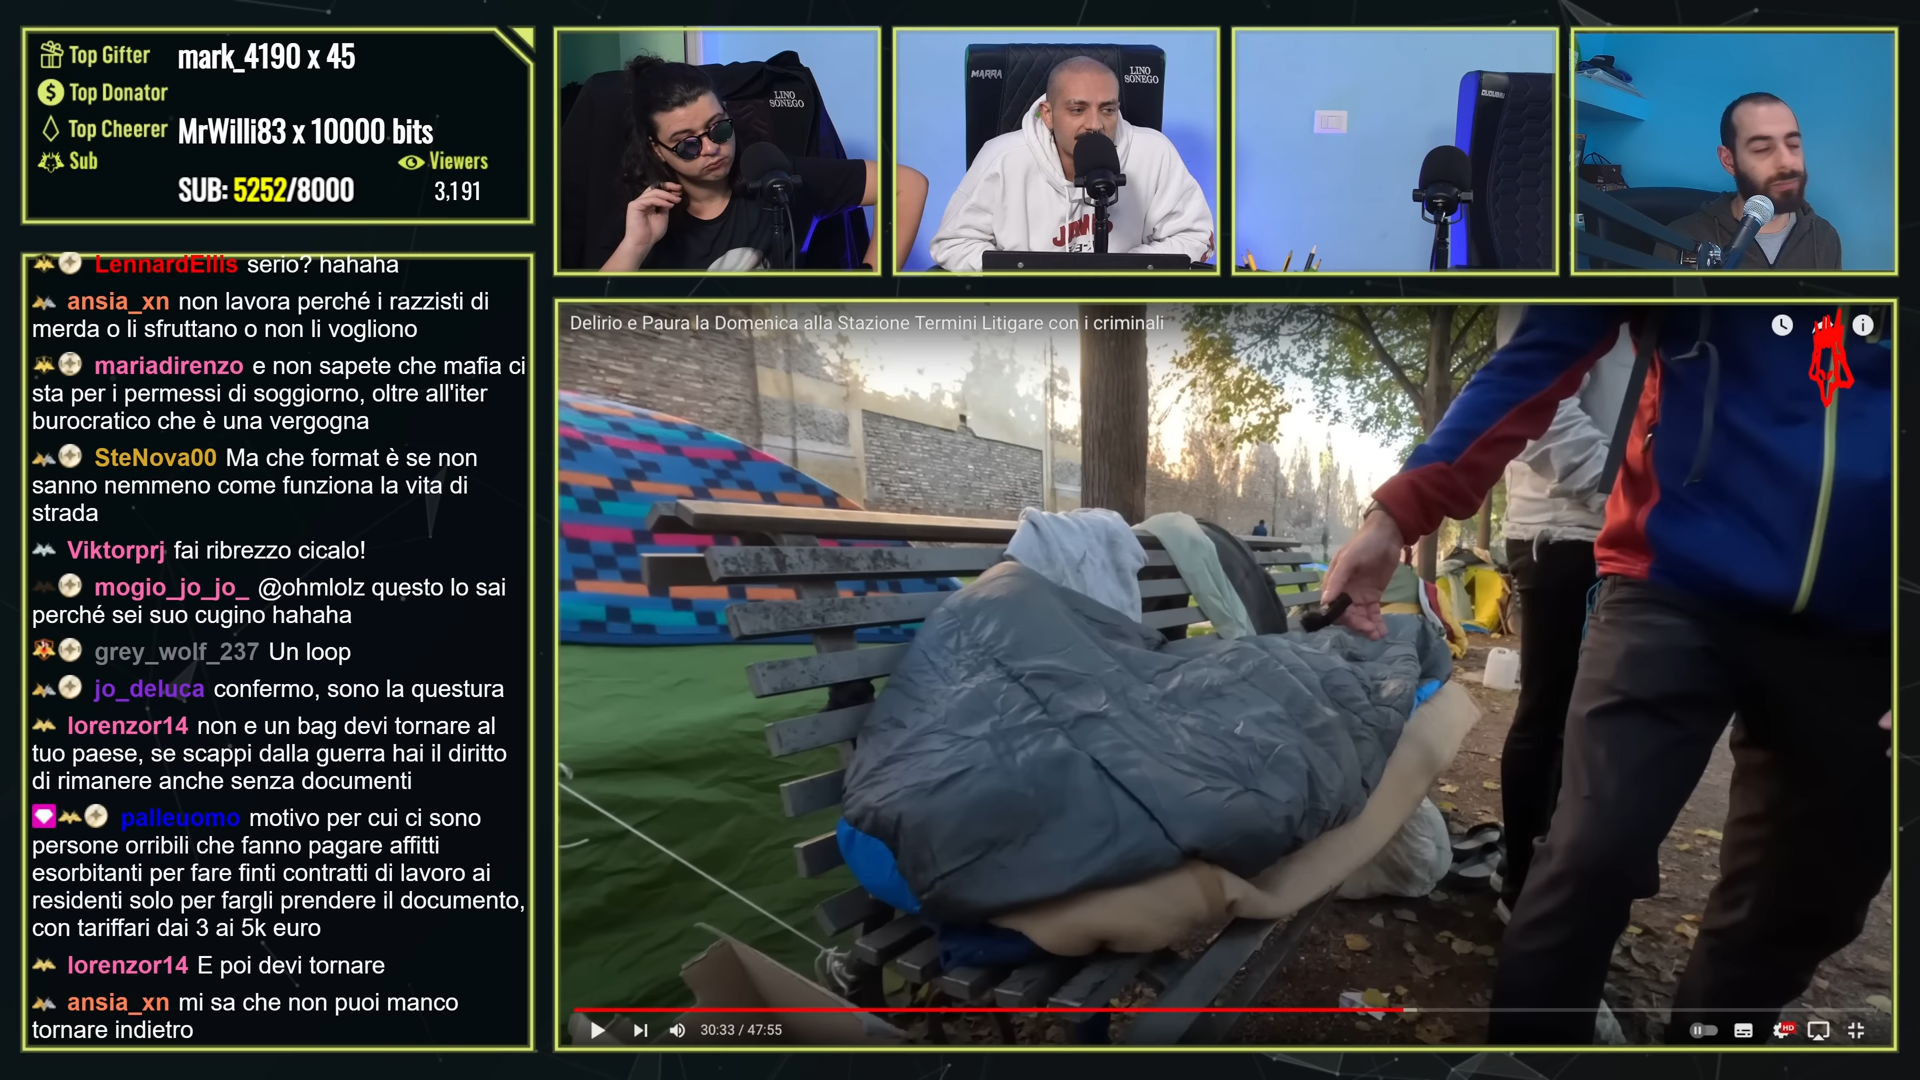 Top Gifter mark_4190 x 45
Top Donator
Top Cheerer MrWilli83 x 10000 bits
Sub Viewers
SUB: 5252/8000 3,191
LennardEllis serio? hahaha
ansia_xn non lavora perché i razzisti di
merda o li sfruttano o non li vogliono
mariadirenzo e non sapete che mafia ci
sta per i permessi di soggiorno, oltre all'iter
burocratico che è una vergogna
SteNova00 Ma che format è se non
sanno nemmeno come funziona la vita di
strada
Viktorprj fai ribrezzo cicalo!
mogio_jo_jo_ @ohmlolz questo lo sai
perché sei suo cugino hahaha
grey_wolf_237 Un loop
jo_deluca confermo, sono la questura
lorenzor14 non e un bag devi tornare al
tuo paese, se scappi dalla guerra hai il diritto
di rimanere anche senza documenti
palleuomo motivo per cui ci sono
persone orribili che fanno pagare affitti
esorbitanti per fare finti contratti di lavoro ai
residenti solo per fargli prendere il documento,
con tariffari dai 3 ai 5k euro
lorenzor14 E poi devi tornare
ansia_xn mi sa che non puoi manco
tornare indietro
LINO
SONEGO
MARRA
LINO
SONEGO
Delirio e Paura la Domenica alla Stazione Termini Litigare con i criminali
30:33 / 47:55
HD